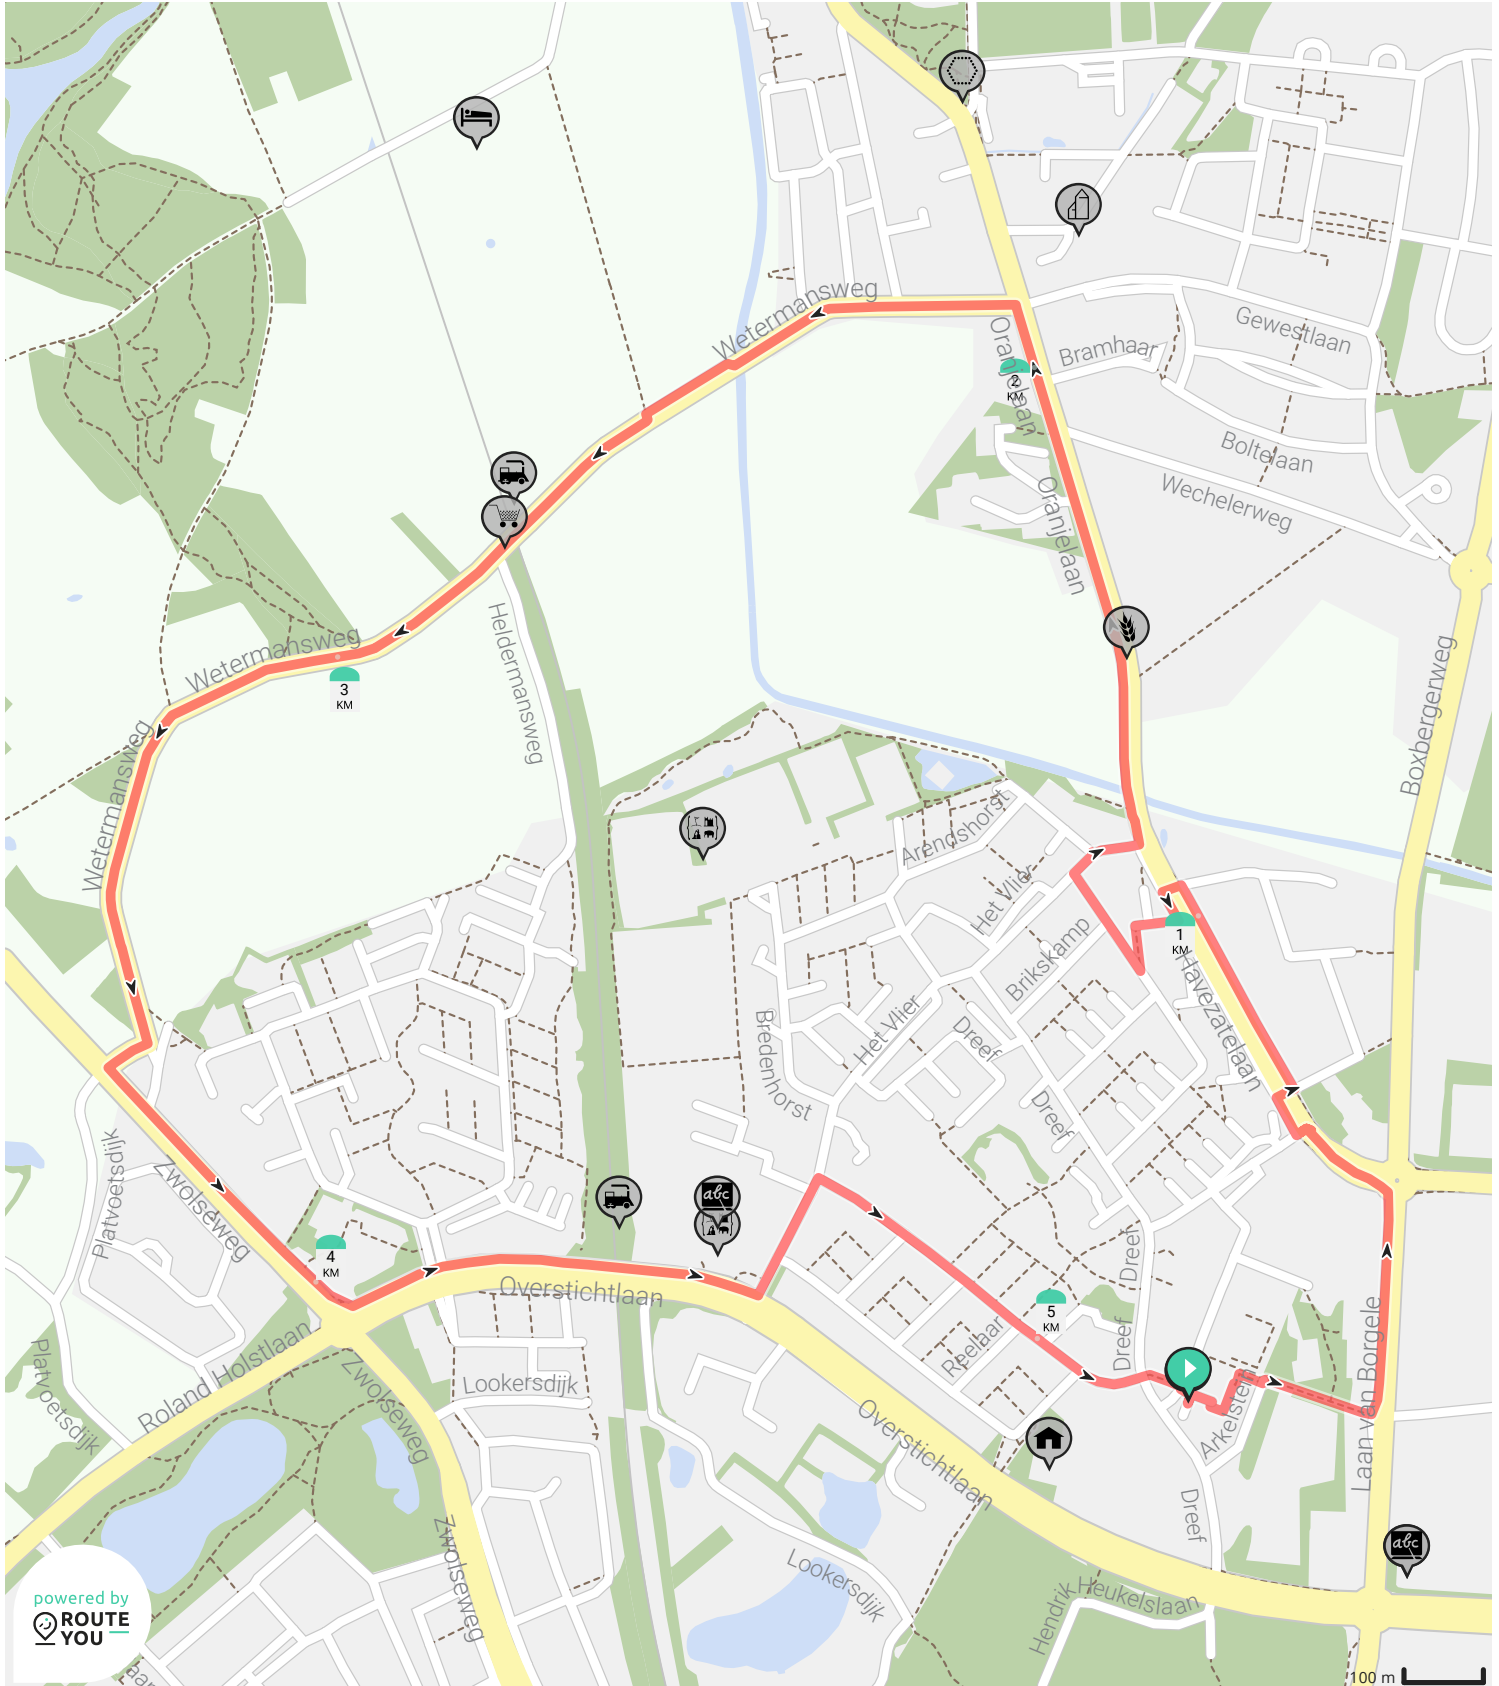 Wetermansweg
Gewestlaan
Oranjelaan
Bramhaar
2
KM
Boltelaan
Wechelerweg
Oranjelaan
Heldermansweg
Wetermansweg
3
KM
Boxbergerweg
Wetermansweg
Arendshorst
Het Vlier
Brikskamp
1
KM
Havezatelaan
Bredenhorst
Het Vlier
Dreef
Dreef
Platvoetsdijk
Zwolseweg
4
KM
Dreef
Overstichtlaan
5
KM
Reelaar
Dreef
Laan van Borgele
Roland Holstlaan
Platvoetsdijk
Zwolseweg
Lookersdijk
Arkelstein
Overstichtlaan
Dreef
abc
abc
Zwolseweg
Lookersdijk
Hendrik Heukelslaan
powered by
ROUTE
YOU
aar
100 m